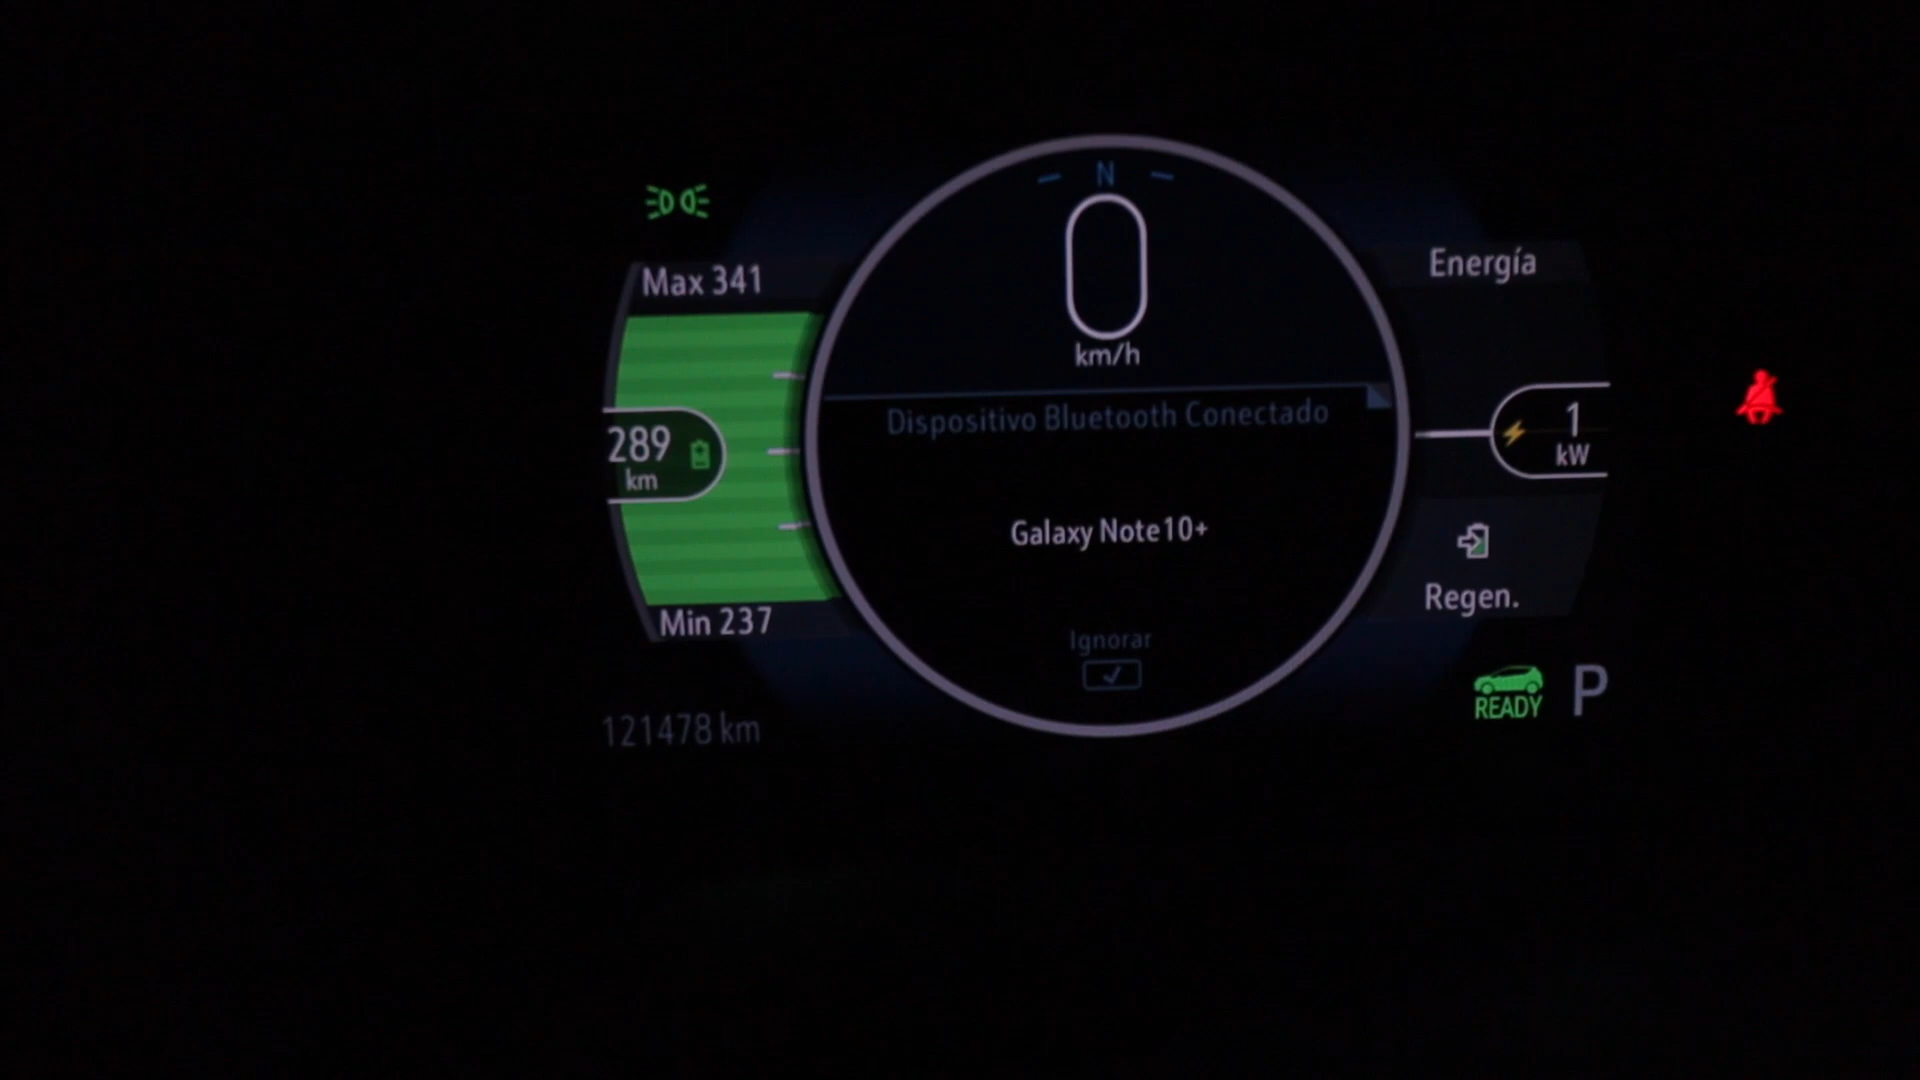 N
0
km/h
Max 341
289
km
Min 237
121478 km
Dispositivo Bluetooth Conectado
Galaxy Note10+
Ignorar
Energía
1
kW
Regen.
READY
P